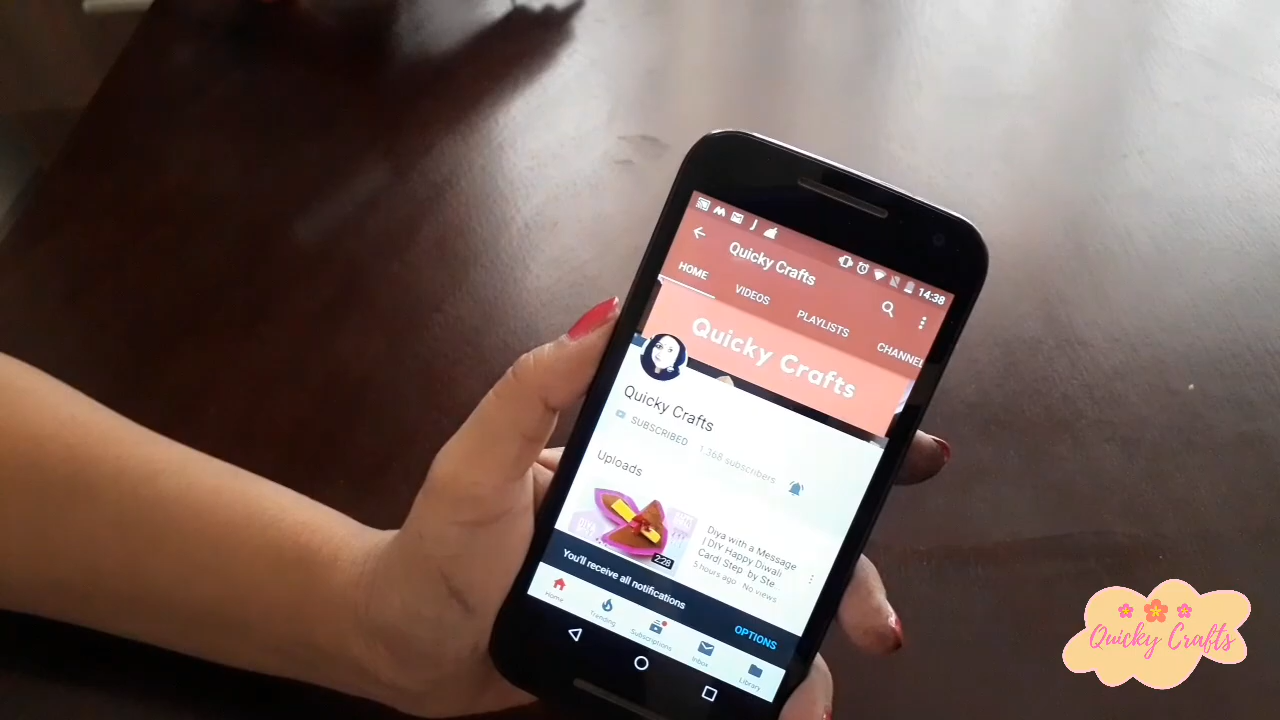 14:38
Quicky Crafts
HOME
VIDEOS
PLAYLISTS
CHANNEL
Quicky Crafts
Quicky Crafts
SUBSCRIBED 1,368 subscribers
Uploads
DIYA
2:28
Diya with a Message
| DIY Happy Diwali
Card| Step by Ste
5 hours ago No views
You'll receive all notifications
OPTIONS
Home
Trending
Subscriptions
Inbox
Library
Quicky Crafts